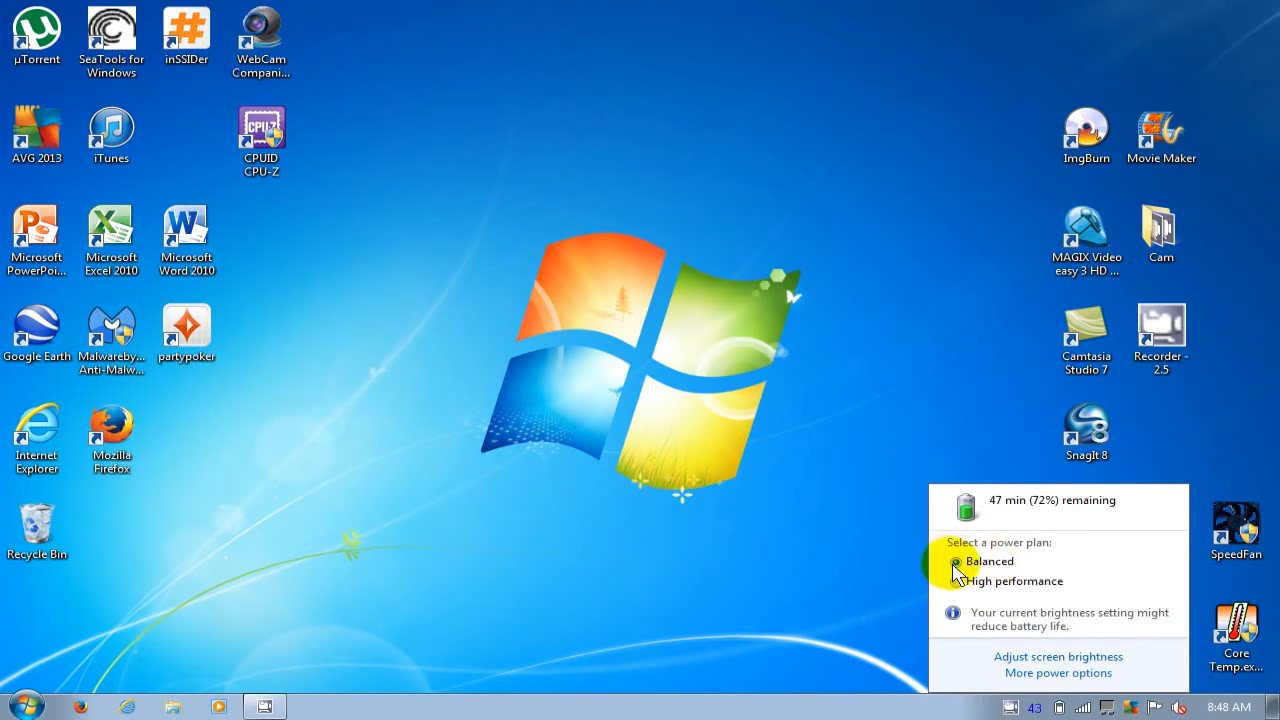 µTorrent
SeaTools for
Windows
inSSIDer
WebCam
Compani...
AVG 2013
iTunes
CPU-Z
CPUID
CPU-Z
ImgBurn
Movie Maker
Microsoft
PowerPoi...
Microsoft
Excel 2010
Microsoft
Word 2010
MAGIX Video
easy 3 HD ...
Cam
Google Earth
Malwareby...
Anti-Malw...
partypoker
Camtasia
Studio 7
Recorder -
2.5
Internet
Explorer
Mozilla
Firefox
SnagIt 8
Recycle Bin
47 min (72%) remaining
Select a power plan:
Balanced
High performance
Your current brightness setting might
reduce battery life.
Adjust screen brightness
More power options
SpeedFan
Core
Temp.ex...
43
8:48 AM